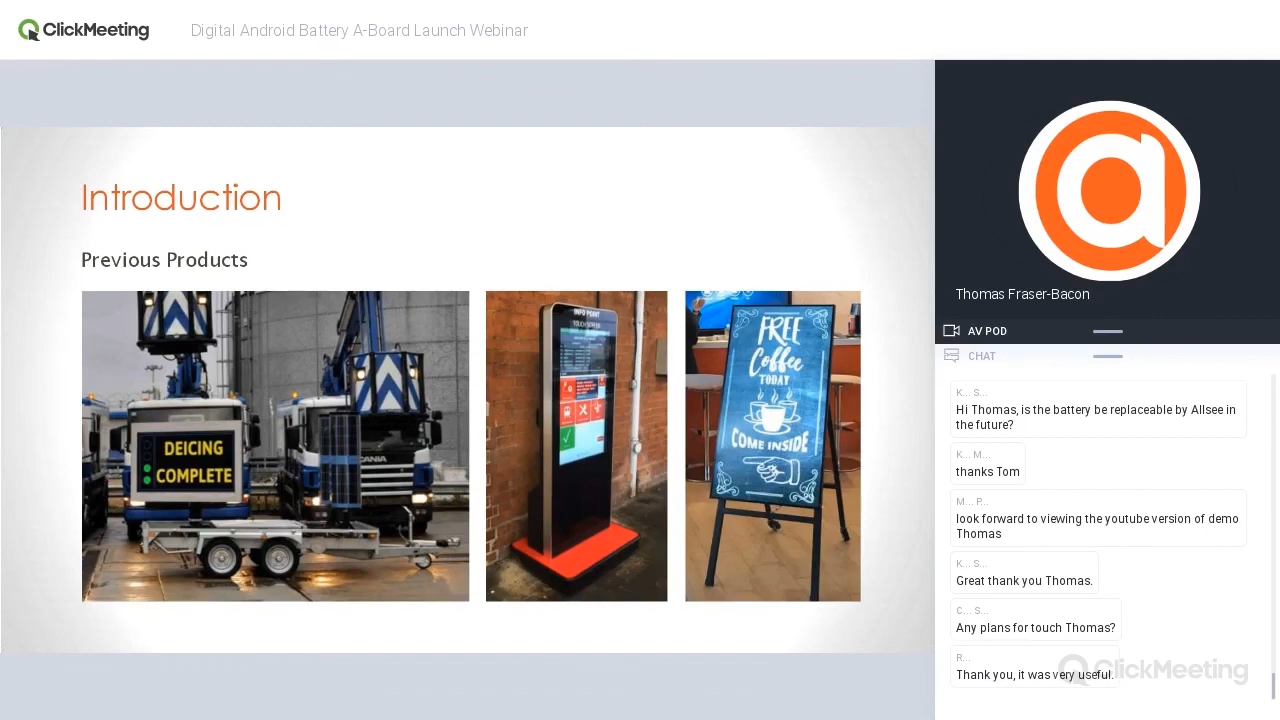 ClickMeeting
Digital Android Battery A-Board Launch Webinar
Introduction
Previous Products
DEICING
COMPLETE
SCANIA
INFO POINT
TOUCH SCREEN
FREE
Coffee
TODAY
COME INSIDE
Thomas Fraser-Bacon
AV POD
CHAT
K... S...
Hi Thomas, is the battery be replaceable by Allsee in
the future?
K... M...
thanks Tom
M... P...
look forward to viewing the youtube version of demo
Thomas
K... S...
Great thank you Thomas.
C... S...
Any plans for touch Thomas?
R...
Thank you, it was very useful.
ClickMeeting